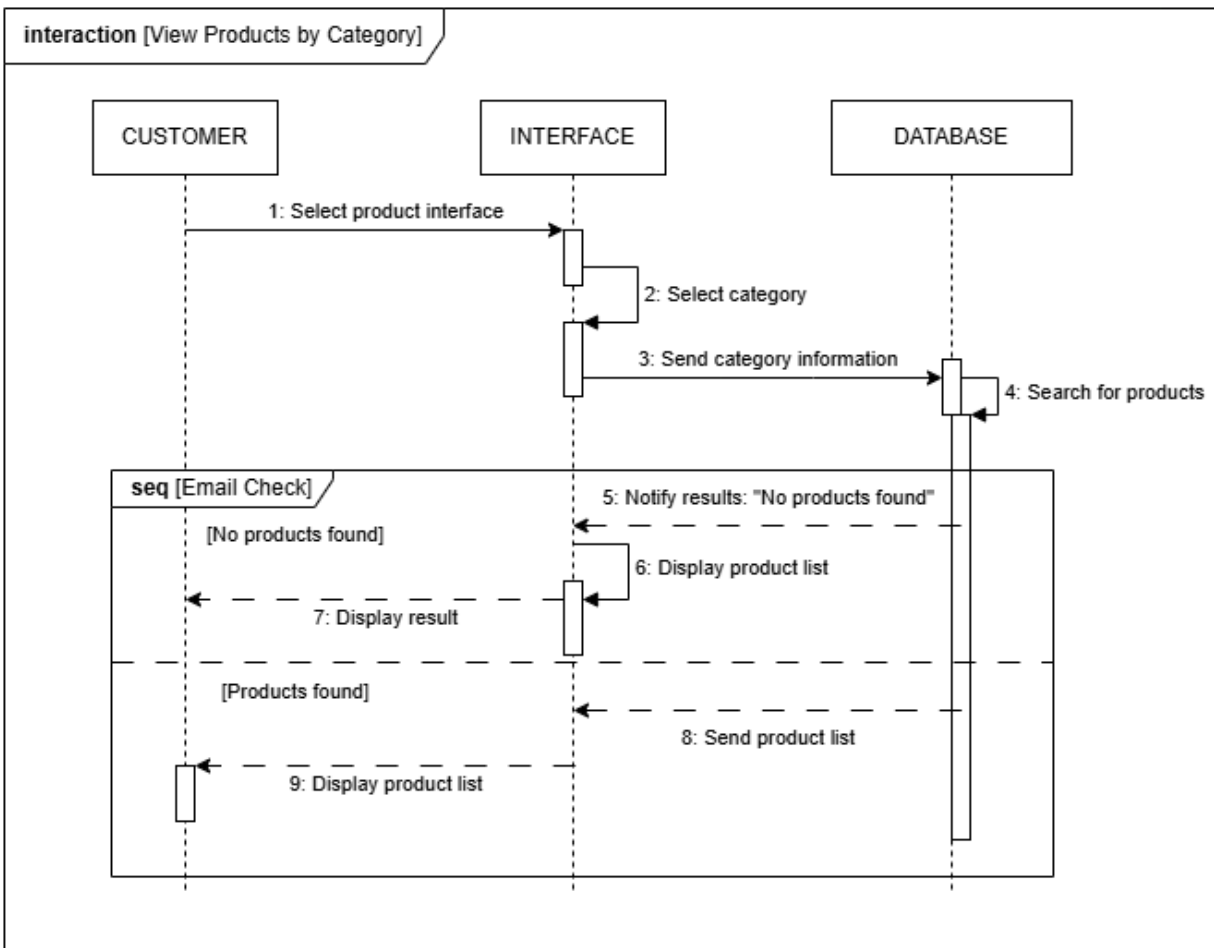 interaction [View Products by Category]
CUSTOMER
INTERFACE
DATABASE
1: Select product interface
2: Select category
3: Send category information
4: Search for products
seq [Email Check]
5: Notify results: "No products found"
[No products found]
6: Display product list
7: Display result
[Products found]
8: Send product list
9: Display product list